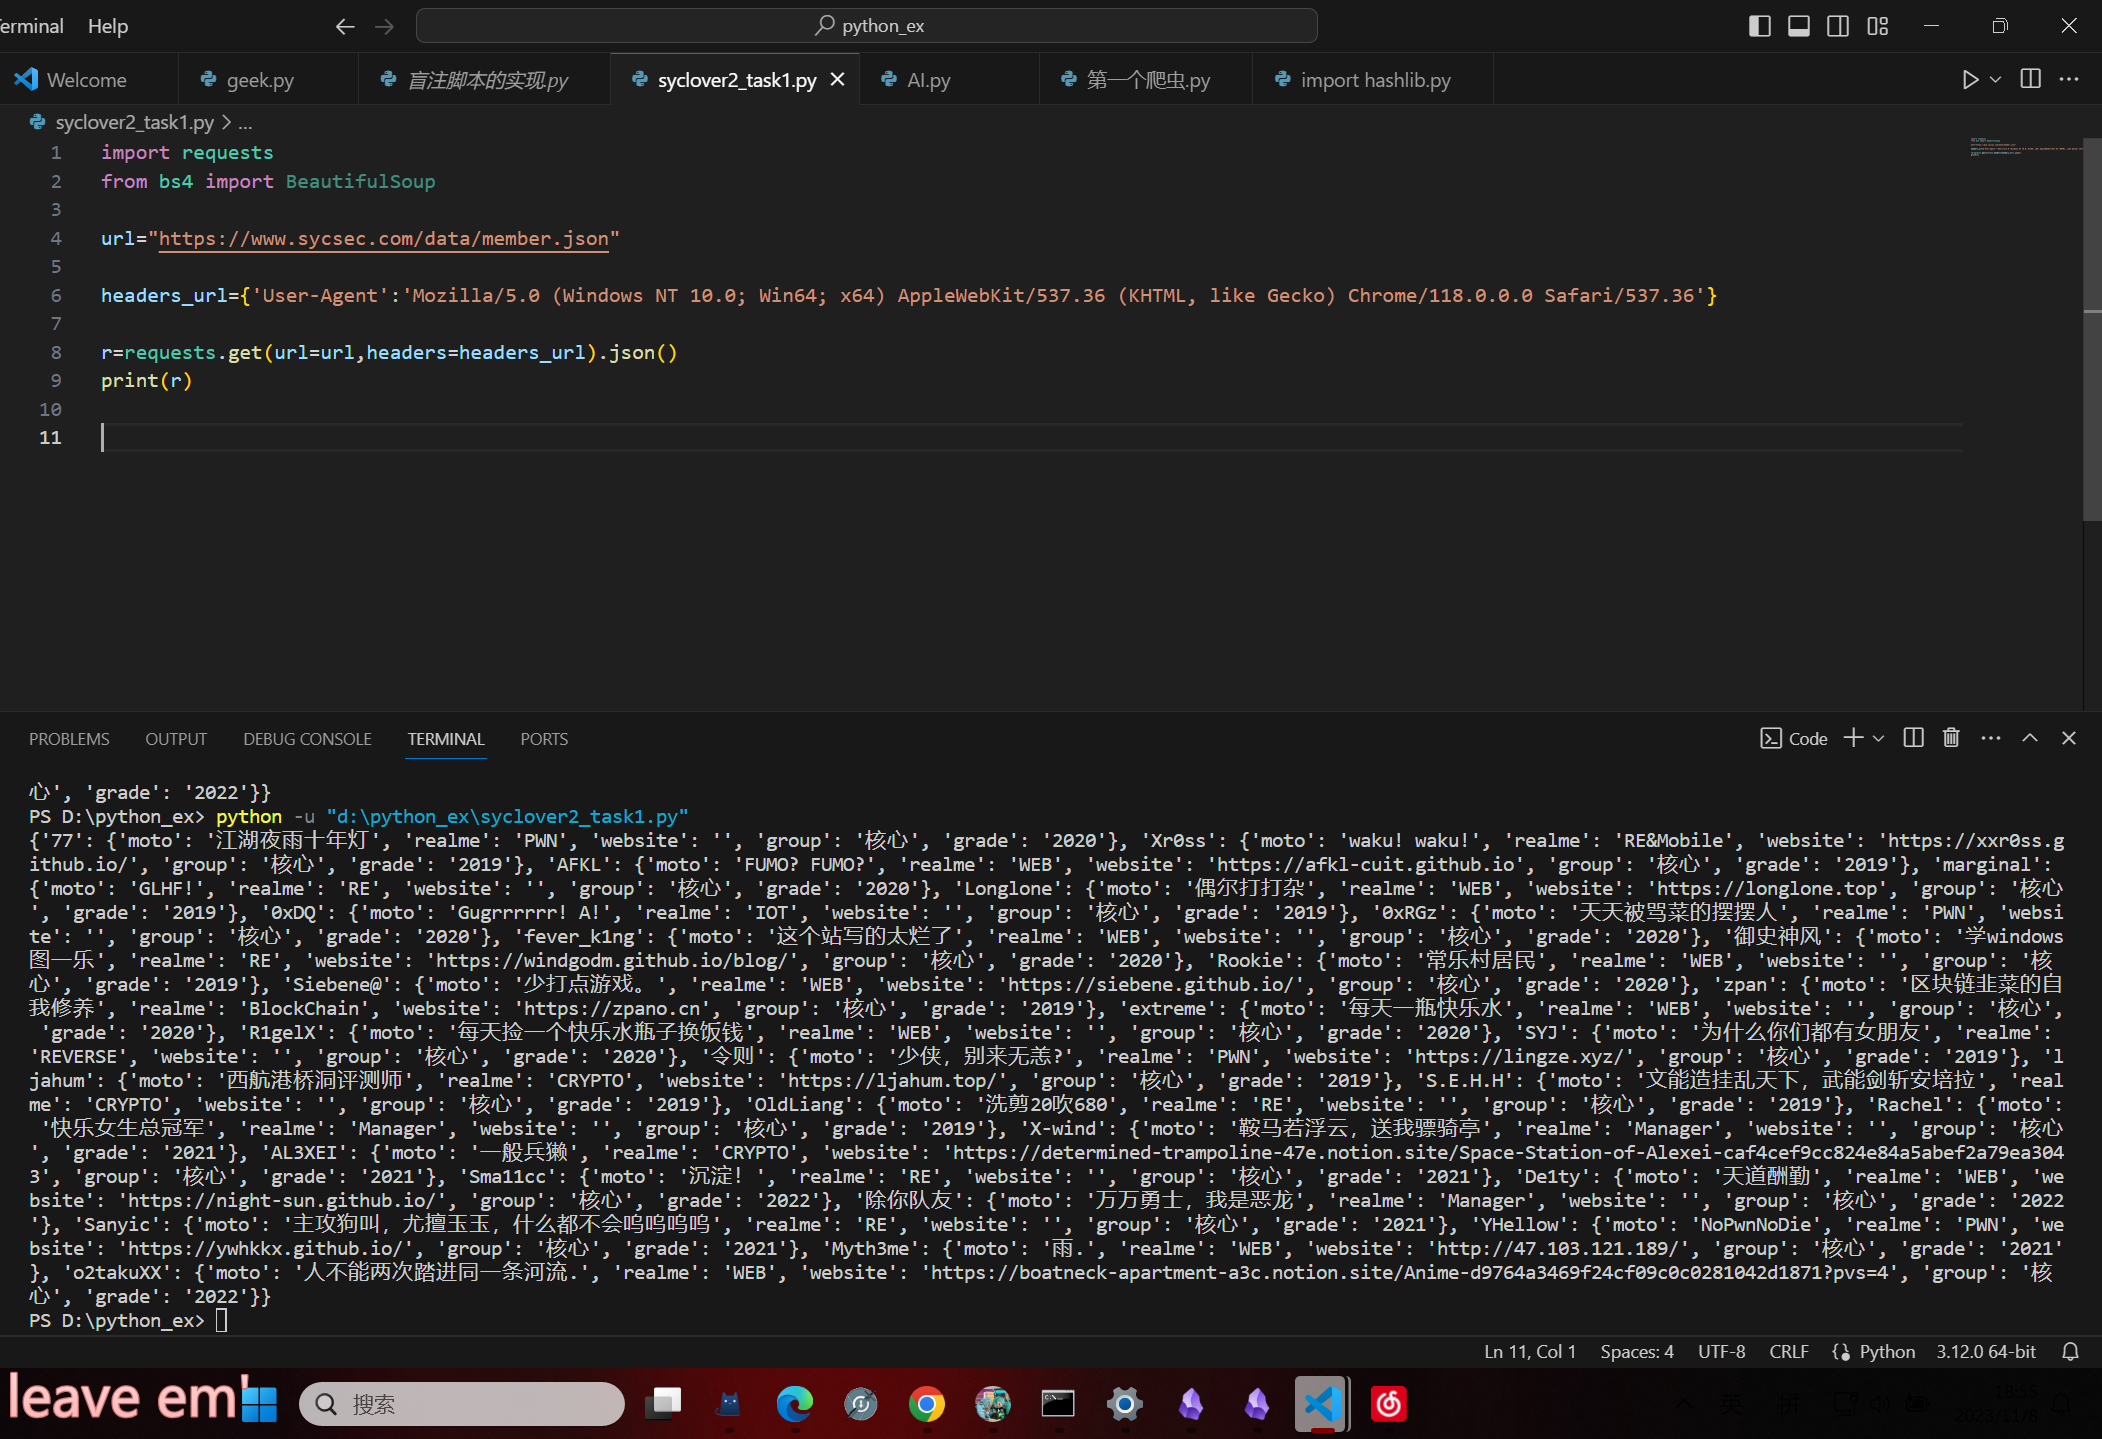 erminal Help python_ex
Welcome geek.py 盲注脚本的实现.py syclover2_task1.py AI.py 第一个爬虫.py import hashlib.py
syclover2_task1.py > ...
1 import requests
2 from bs4 import BeautifulSoup
3
4 url="https://www.sycsec.com/data/member.json"
5
6 headers_url={'User-Agent':'Mozilla/5.0 (Windows NT 10.0; Win64; x64) AppleWebKit/537.36 (KHTML, like Gecko) Chrome/118.0.0.0 Safari/537.36'}
7
8 r=requests.get(url=url,headers=headers_url).json()
9 print(r)
10
11
PROBLEMS OUTPUT DEBUG CONSOLE TERMINAL PORTS Code
心', 'grade': '2022'}}
PS D:\python_ex> python -u "d:\python_ex\syclover2_task1.py"
{'77': {'moto': '江湖夜雨十年灯', 'realme': 'PWN', 'website': '', 'group': '核心', 'grade': '2020'}, 'Xr0ss': {'moto': 'waku! waku!', 'realme': 'RE&Mobile', 'website': 'https://xxr0ss.g
ithub.io/', 'group': '核心', 'grade': '2019'}, 'AFKL': {'moto': 'FUMO? FUMO?', 'realme': 'WEB', 'website': 'https://afkl-cuit.github.io', 'group': '核心', 'grade': '2019'}, 'marginal':
{'moto': 'GLHF!', 'realme': 'RE', 'website': '', 'group': '核心', 'grade': '2020'}, 'Longlone': {'moto': '偶尔打打杂', 'realme': 'WEB', 'website': 'https://longlone.top', 'group': '核心
', 'grade': '2019'}, '0xDQ': {'moto': 'Gugrrrrrr! A!', 'realme': 'IOT', 'website': '', 'group': '核心', 'grade': '2019'}, '0xRGz': {'moto': '天天被骂菜的摆摆人', 'realme': 'PWN', 'websi
te': '', 'group': '核心', 'grade': '2020'}, 'fever_k1ng': {'moto': '这个站写的太烂了', 'realme': 'WEB', 'website': '', 'group': '核心', 'grade': '2020'}, '御史神风': {'moto': '学windows
图一乐', 'realme': 'RE', 'website': 'https://windgodm.github.io/blog/', 'group': '核心', 'grade': '2020'}, 'Rookie': {'moto': '常乐村居民', 'realme': 'WEB', 'website': '', 'group': '核
心', 'grade': '2019'}, 'Siebene@': {'moto': '少打点游戏。', 'realme': 'WEB', 'website': 'https://siebene.github.io/', 'group': '核心', 'grade': '2020'}, 'zpan': {'moto': '区块链韭菜的自
我修养', 'realme': 'BlockChain', 'website': 'https://zpano.cn', 'group': '核心', 'grade': '2019'}, 'extreme': {'moto': '每天一瓶快乐水', 'realme': 'WEB', 'website': '', 'group': '核心',
'grade': '2020'}, 'R1gelX': {'moto': '每天捡一个快乐水瓶子换饭钱', 'realme': 'WEB', 'website': '', 'group': '核心', 'grade': '2020'}, 'SYJ': {'moto': '为什么你们都有女朋友', 'realme':
'REVERSE', 'website': '', 'group': '核心', 'grade': '2020'}, '令则': {'moto': '少侠，别来无恙?', 'realme': 'PWN', 'website': 'https://lingze.xyz/', 'group': '核心', 'grade': '2019'}, 'l
jahum': {'moto': '西航港桥洞评测师', 'realme': 'CRYPTO', 'website': 'https://ljahum.top/', 'group': '核心', 'grade': '2019'}, 'S.E.H.H': {'moto': '文能造挂乱天下，武能剑斩安培拉', 'real
me': 'CRYPTO', 'website': '', 'group': '核心', 'grade': '2019'}, 'OldLiang': {'moto': '洗剪20吹680', 'realme': 'RE', 'website': '', 'group': '核心', 'grade': '2019'}, 'Rachel': {'moto':
'快乐女生总冠军', 'realme': 'Manager', 'website': '', 'group': '核心', 'grade': '2019'}, 'X-wind': {'moto': '鞍马若浮云，送我骠骑亭', 'realme': 'Manager', 'website': '', 'group': '核心
', 'grade': '2021'}, 'AL3XEI': {'moto': '一般兵獭', 'realme': 'CRYPTO', 'website': 'https://determined-trampoline-47e.notion.site/Space-Station-of-Alexei-caf4cef9cc824e84a5abef2a79ea304
3', 'group': '核心', 'grade': '2021'}, 'Sma11cc': {'moto': '沉淀！', 'realme': 'RE', 'website': '', 'group': '核心', 'grade': '2021'}, 'De1ty': {'moto': '天道酬勤', 'realme': 'WEB', 'we
bsite': 'https://night-sun.github.io/', 'group': '核心', 'grade': '2022'}, '除你队友': {'moto': '万万勇士，我是恶龙', 'realme': 'Manager', 'website': '', 'group': '核心', 'grade': '2022
'}, 'Sanyic': {'moto': '主攻狗叫，尤擅玉玉，什么都不会呜呜呜呜', 'realme': 'RE', 'website': '', 'group': '核心', 'grade': '2021'}, 'YHellow': {'moto': 'NoPwnNoDie', 'realme': 'PWN', 'we
bsite': 'https://ywhkkx.github.io/', 'group': '核心', 'grade': '2021'}, 'Myth3me': {'moto': '雨.', 'realme': 'WEB', 'website': 'http://47.103.121.189/', 'group': '核心', 'grade': '2021'
}, 'o2takuXX': {'moto': '人不能两次踏进同一条河流.', 'realme': 'WEB', 'website': 'https://boatneck-apartment-a3c.notion.site/Anime-d9764a3469f24cf09c0c0281042d1871?pvs=4', 'group': '核
心', 'grade': '2022'}}
PS D:\python_ex>
Ln 11, Col 1 Spaces: 4 UTF-8 CRLF Python 3.12.0 64-bit
leave em' 搜索